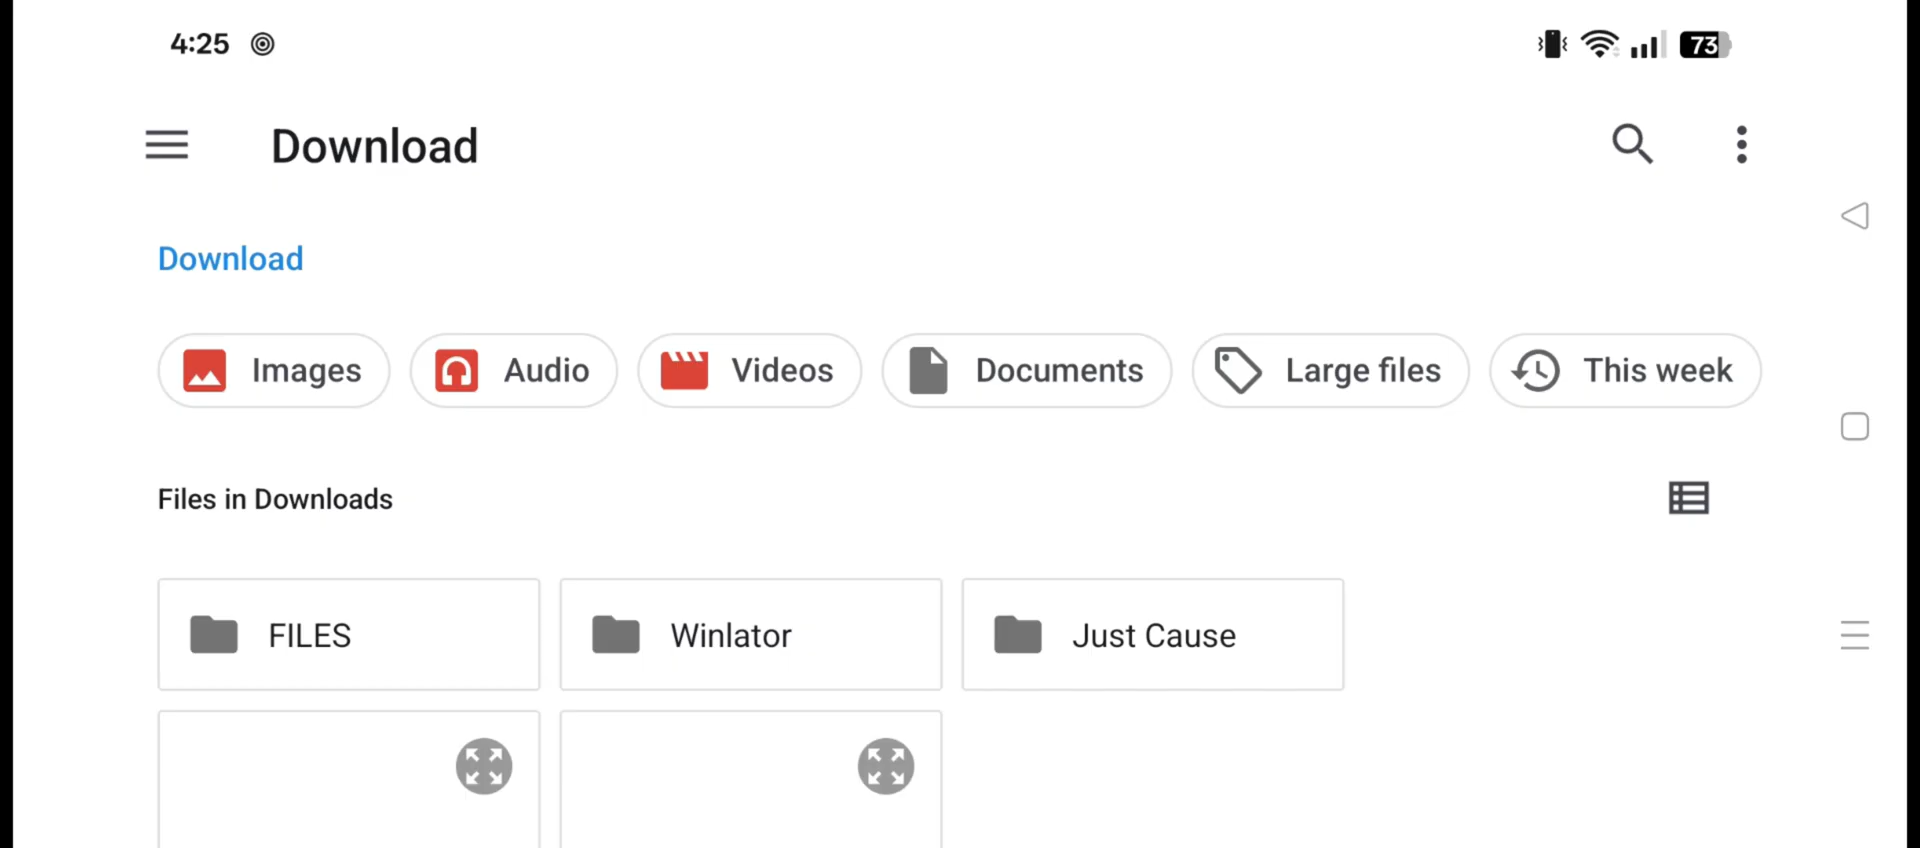 4:25
73
Download
Download
Images Audio Videos Documents Large files This week
Files in Downloads
FILES Winlator Just Cause